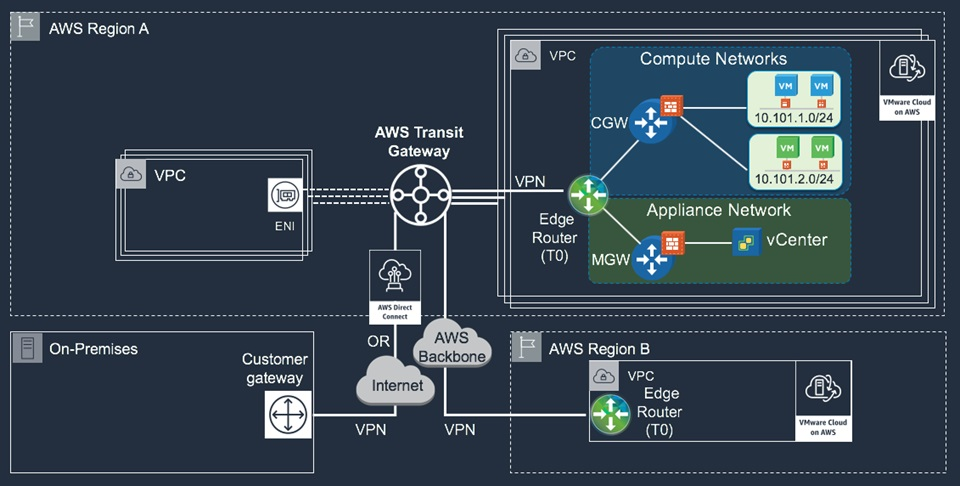 AWS Region A
VPC
Compute Networks
VMware Cloud
on AWS
VM
VM
10.101.1.0/24
CGW
AWS Transit
Gateway
VM
VM
10.101.2.0/24
VPC
ENI
VPN
Edge
Router
(T0)
Appliance Network
MGW
vCenter
AWS Direct
Connect
OR
AWS
Backbone
Internet
VPN
VPN
On-Premises
Customer
gateway
AWS Region B
VPC
Edge
Router
(T0)
VMware Cloud
on AWS